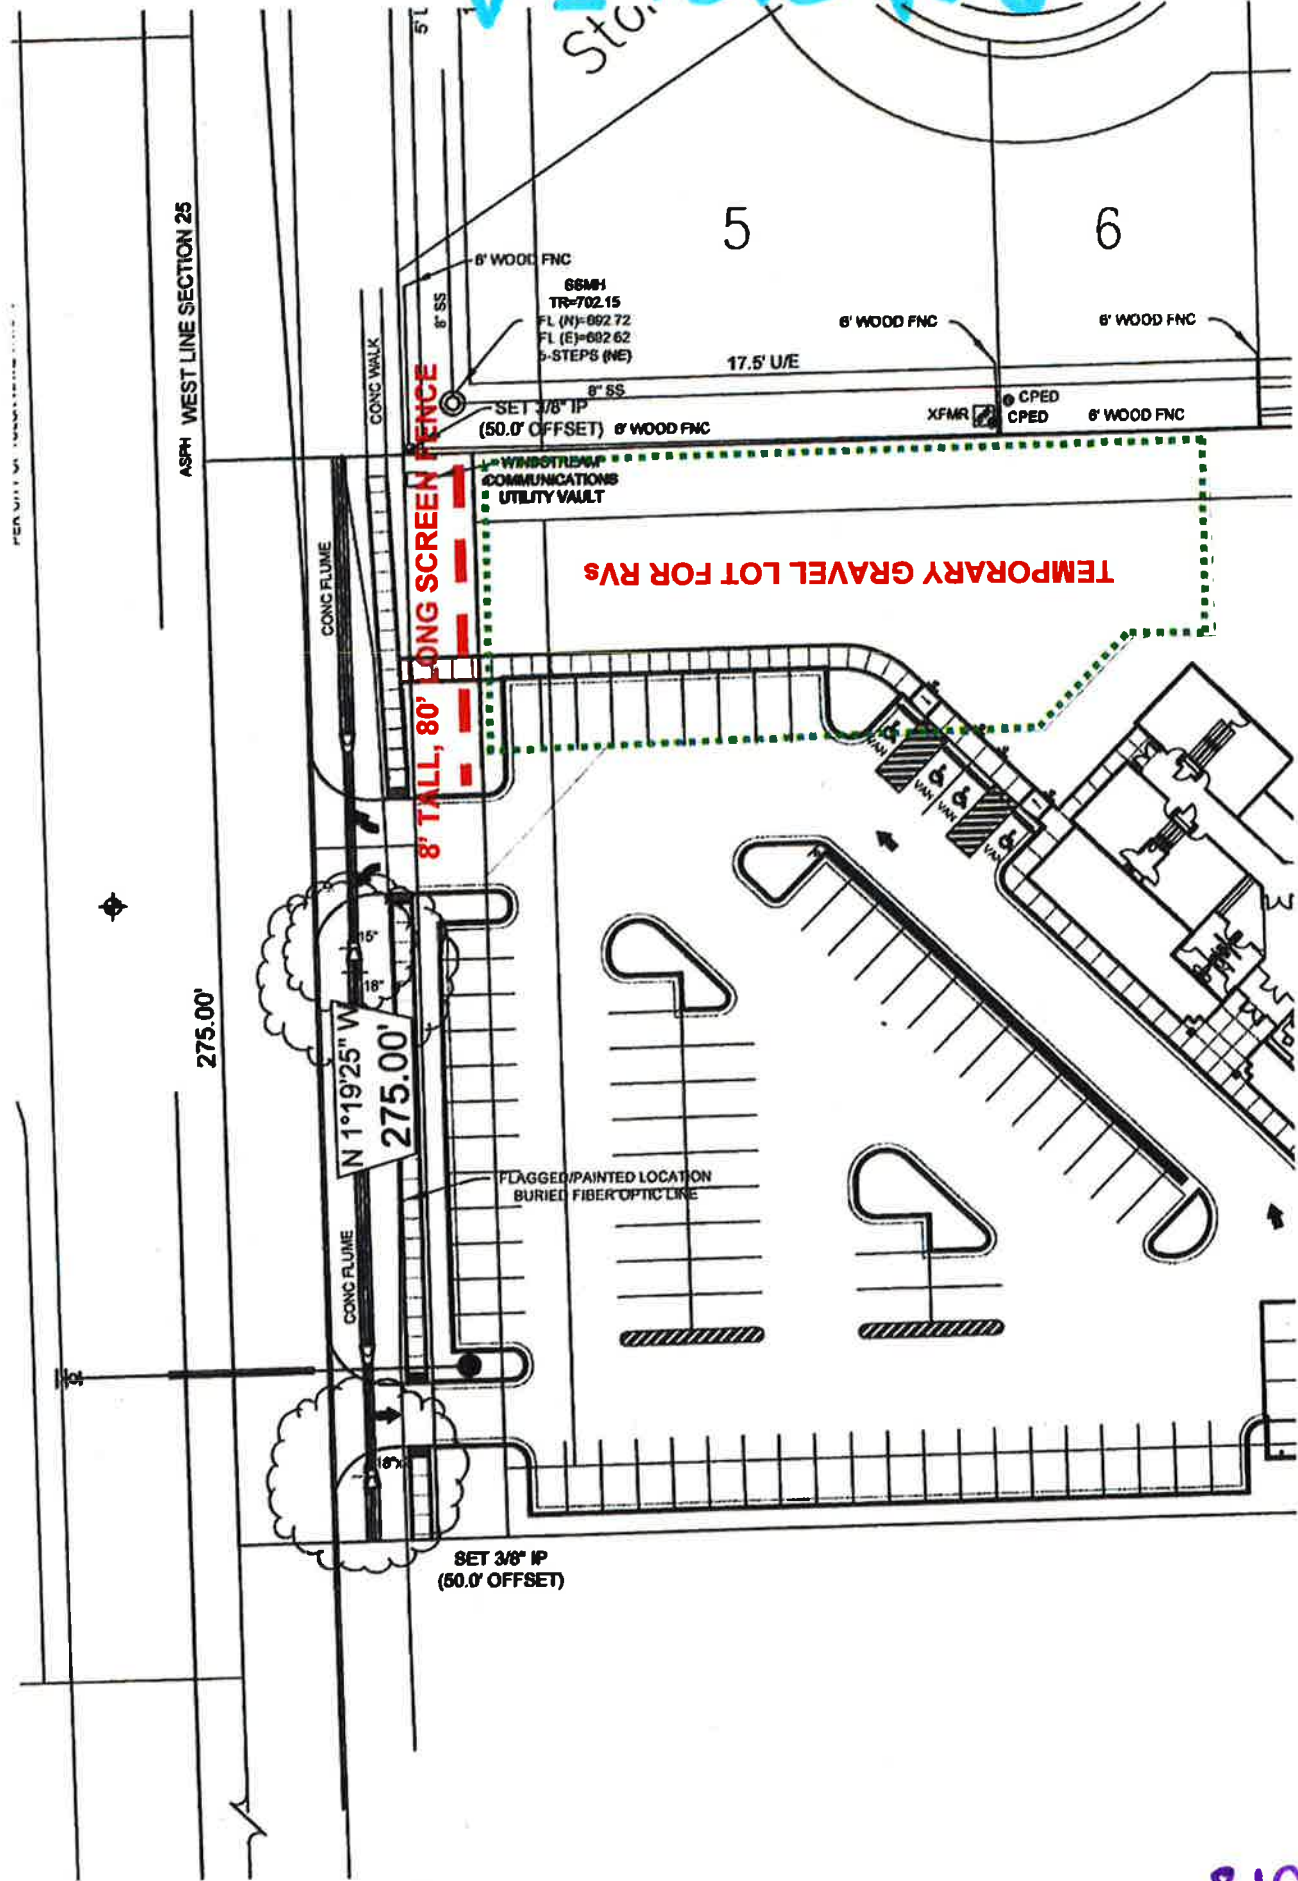 5' L
5
6
ASPH WEST LINE SECTION 25
6' WOOD FNC
SSMH
TR=702.15
FL (N)=692.72
FL (E)=692.62
5-STEPS (NE)
8" SS
6' WOOD FNC
6' WOOD FNC
17.5' U/E
CONC WALK
8" SS
SET 3/8" IP
(50.0' OFFSET)
6' WOOD FNC
XFMR
CPED
CPED
6' WOOD FNC
WINDSTREAM
COMMUNICATIONS
UTILITY VAULT
8' TALL, 80' LONG SCREEN FENCE
TEMPORARY GRAVEL LOT FOR RVs
CONC FLUME
VAN
VAN
VAN
VAN
15"
18"
275.00'
N 1°19'25" W
275.00'
FLAGGED/PAINTED LOCATION
BURIED FIBER OPTIC LINE
CONC FLUME
18"x
SET 3/8" IP
(50.0' OFFSET)